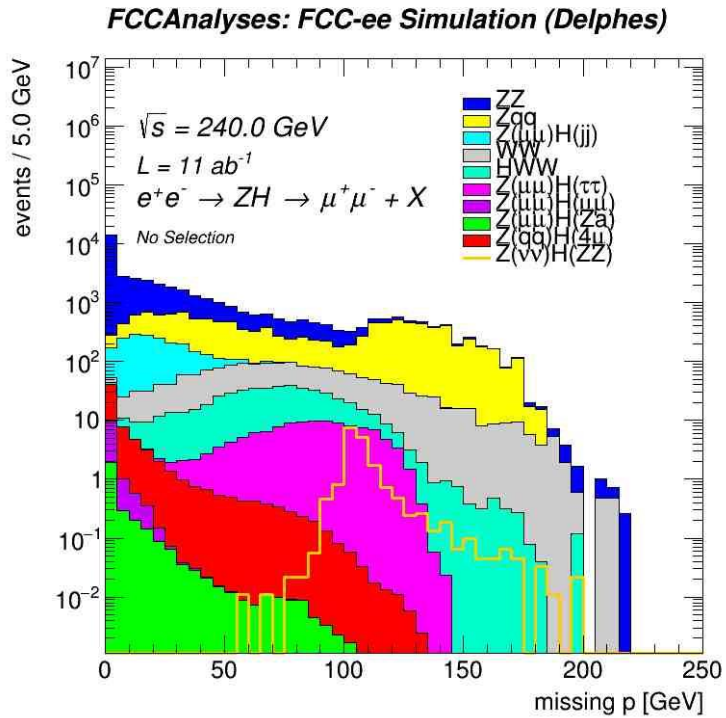 FCCAnalyses: FCC-ee Simulation (Delphes)
events / 5.0 GeV
10⁷
10⁶
10⁵
10⁴
10³
10²
10
1
10⁻¹
10⁻²
√s = 240.0 GeV
L = 11 ab⁻¹
e⁺e⁻ → ZH → μ⁺μ⁻ + X
No Selection
ZZ
Zqq
Z(μμ)H(jj)
WW
HWW
Z(μμ)H(ττ)
Z(μμ)H(μμ)
Z(μμ)H(Za)
Z(qq)H(4μ)
Z(νν)H(ZZ)
0 50 100 150 200 250
missing p [GeV]